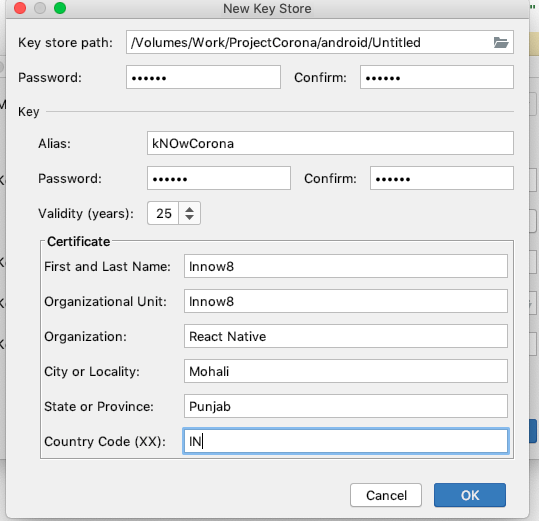 New Key Store
Key store path: /Volumes/Work/ProjectCorona/android/Untitled
Password: •••••• Confirm: ••••••
Key
Alias: kNOwCorona
Password: •••••• Confirm: ••••••
Validity (years): 25
Certificate
First and Last Name: Innow8
Organizational Unit: Innow8
Organization: React Native
City or Locality: Mohali
State or Province: Punjab
Country Code (XX): IN
Cancel OK